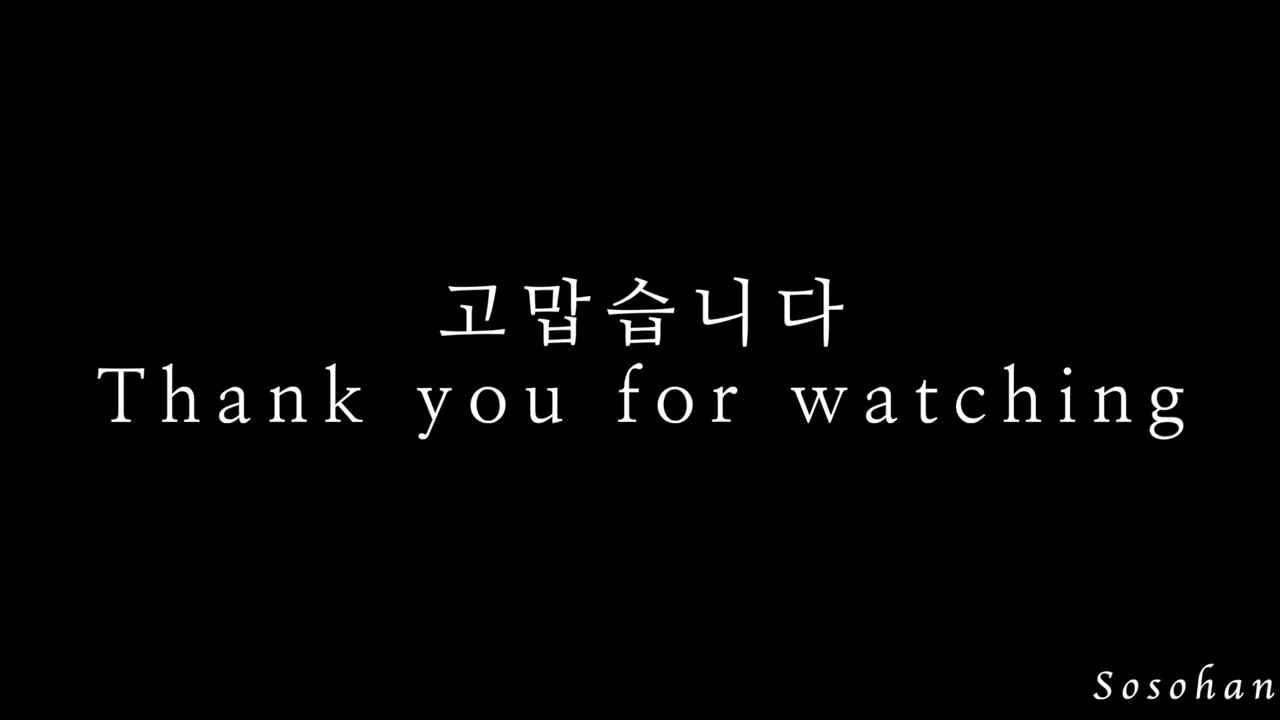 고맙습니다
Thank you for watching
Sosohan